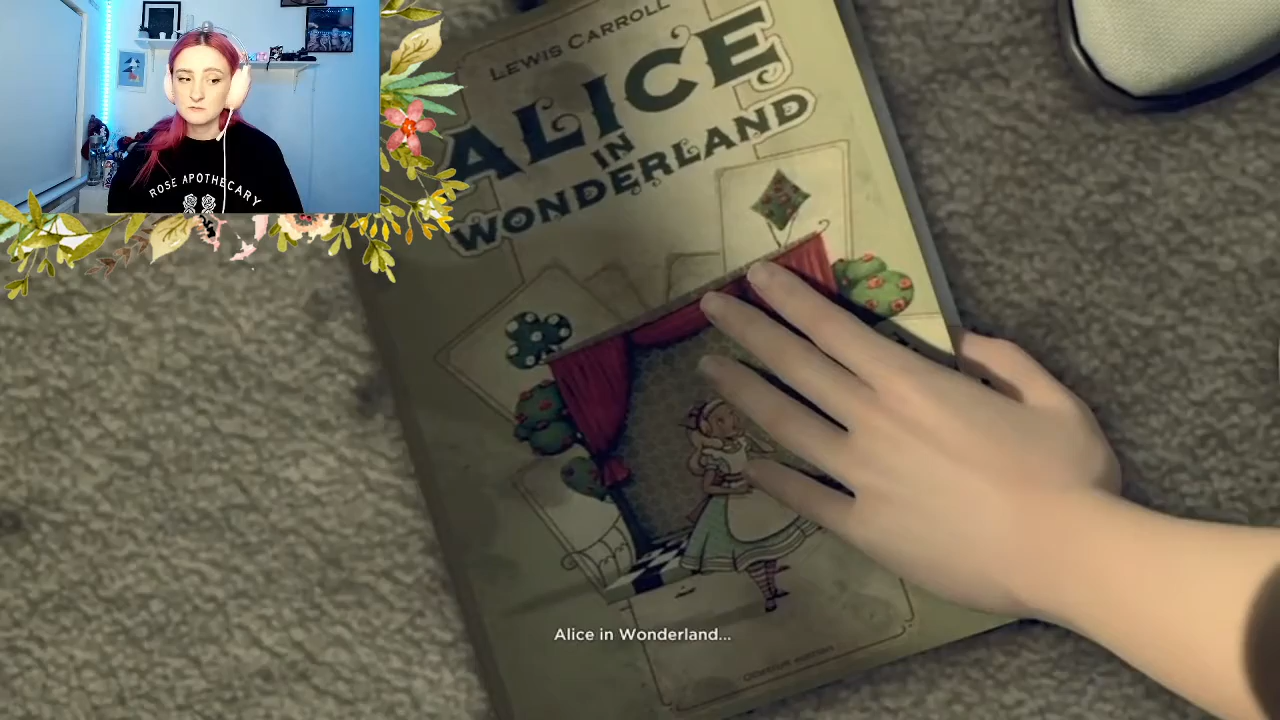 LEWIS CARROLL
ALICE
IN
WONDERLAND
ROSE APOTHECARY
Alice in Wonderland...